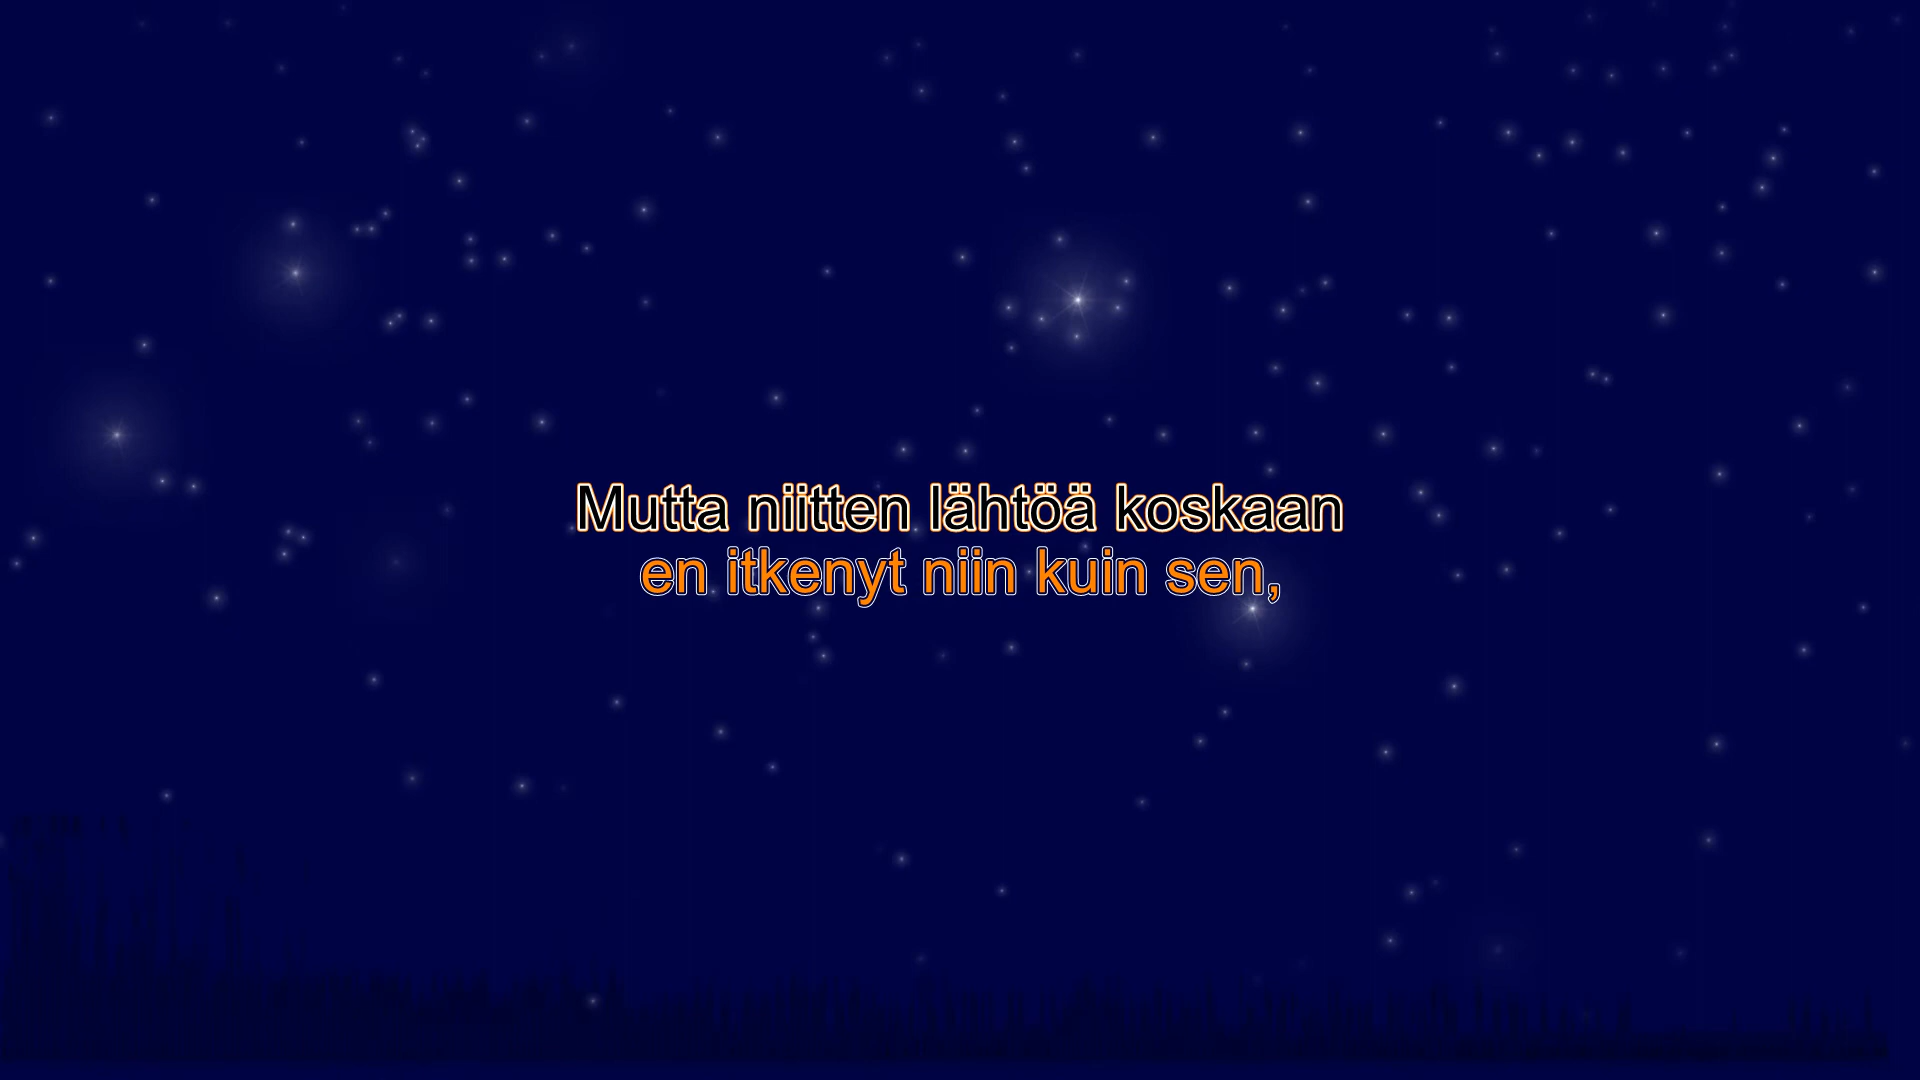 Mutta niitten lähtöä koskaan
en itkenyt niin kuin sen,